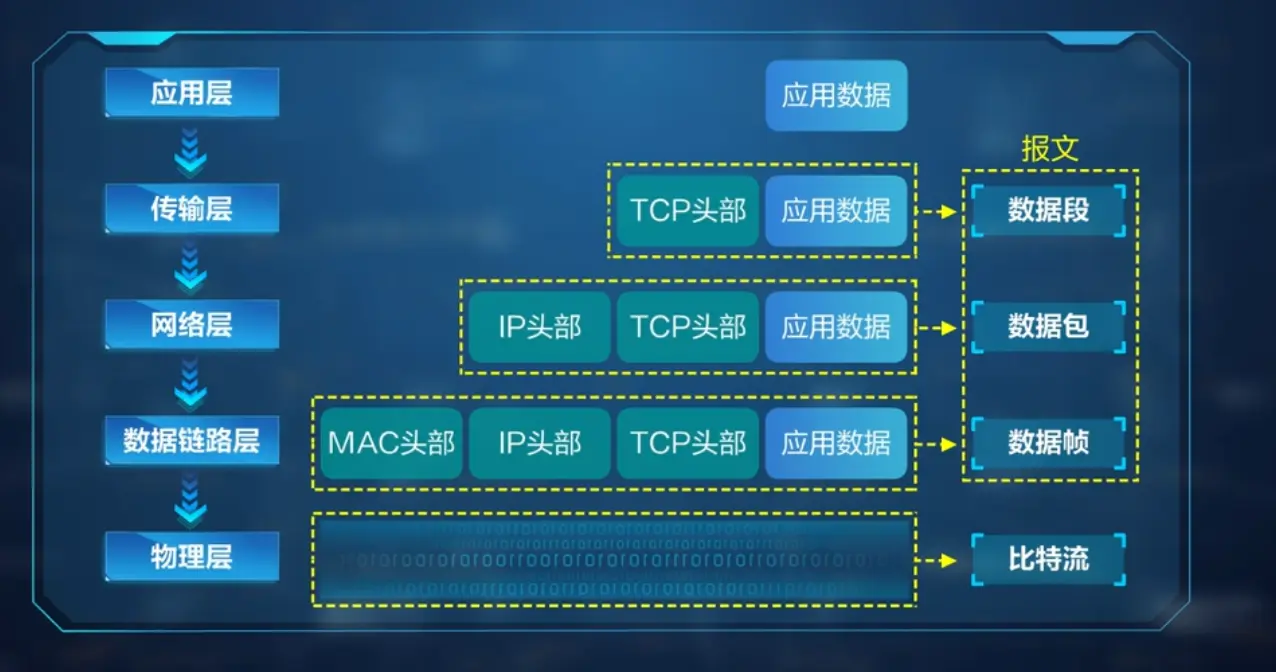 应用层
应用数据
报文
传输层
TCP头部 应用数据
数据段
网络层
IP头部 TCP头部 应用数据
数据包
数据链路层
MAC头部 IP头部 TCP头部 应用数据
数据帧
物理层
比特流